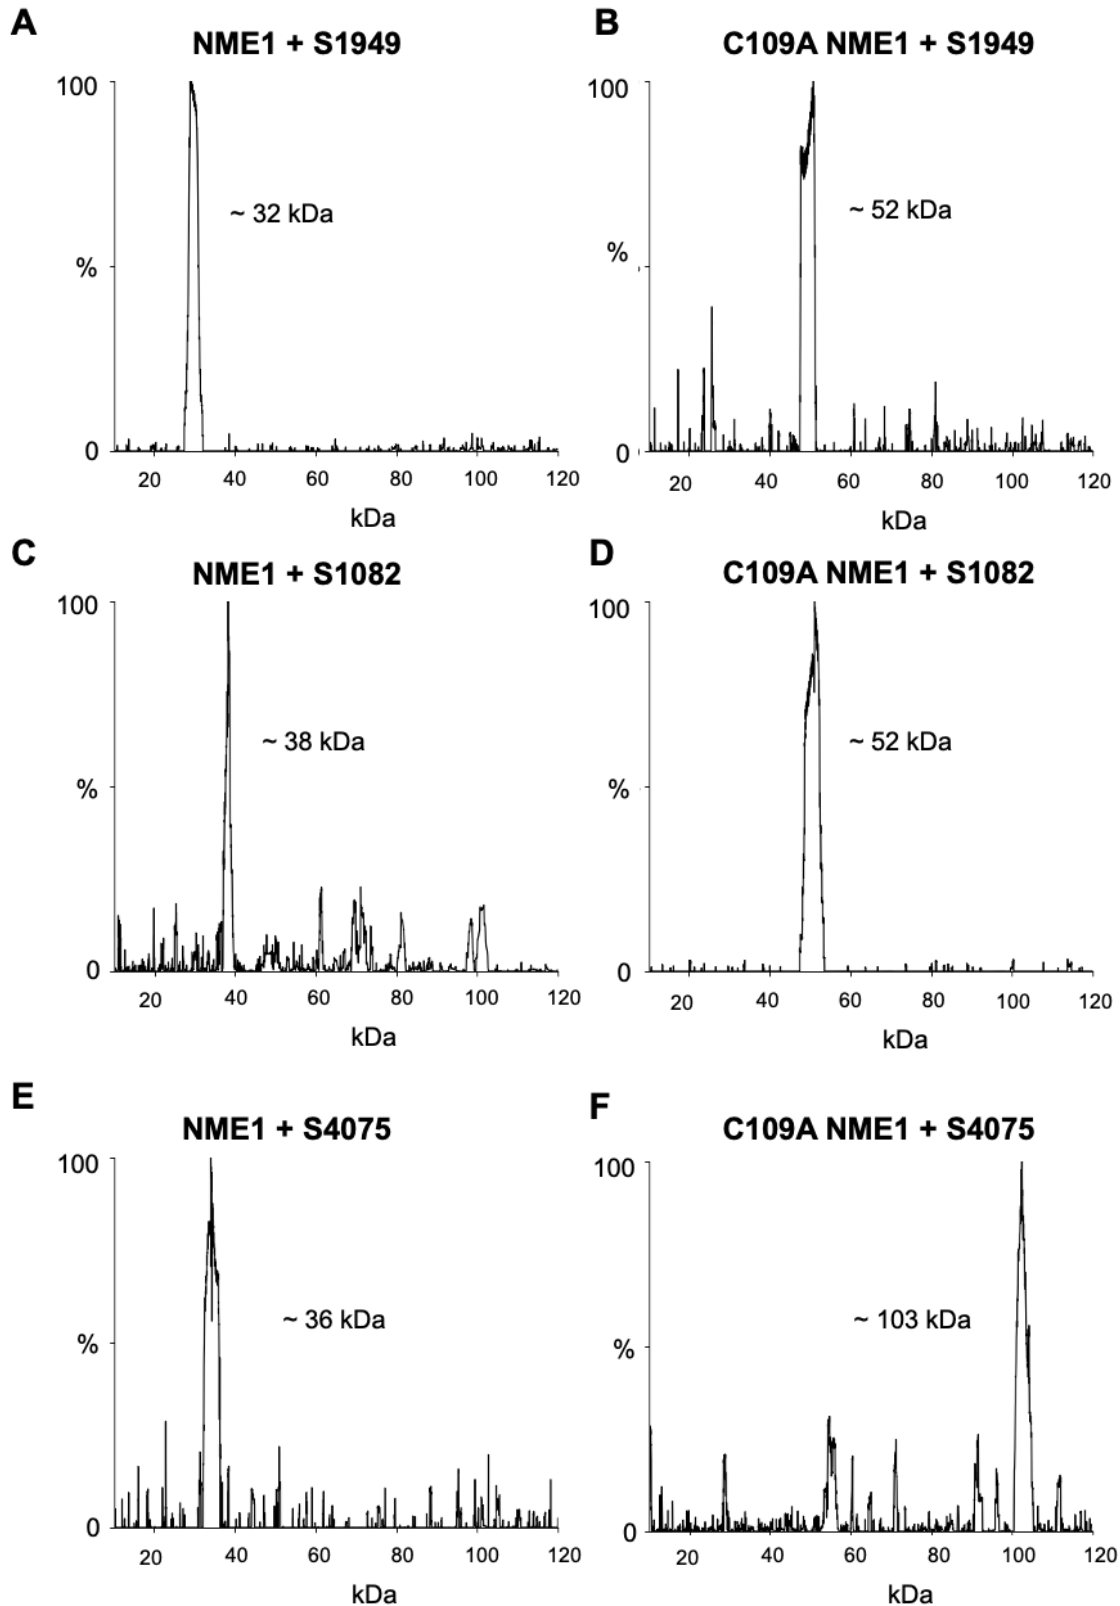 A
NME1 + S1949
100
~ 32 kDa
%
0
20 40 60 80 100 120
kDa
B
C109A NME1 + S1949
100
~ 52 kDa
%
0
20 40 60 80 100 120
kDa
C
NME1 + S1082
100
~ 38 kDa
%
0
20 40 60 80 100 120
kDa
D
C109A NME1 + S1082
100
~ 52 kDa
%
0
20 40 60 80 100 120
kDa
E
NME1 + S4075
100
~ 36 kDa
%
0
20 40 60 80 100 120
kDa
F
C109A NME1 + S4075
100
~ 103 kDa
%
0
20 40 60 80 100 120
kDa